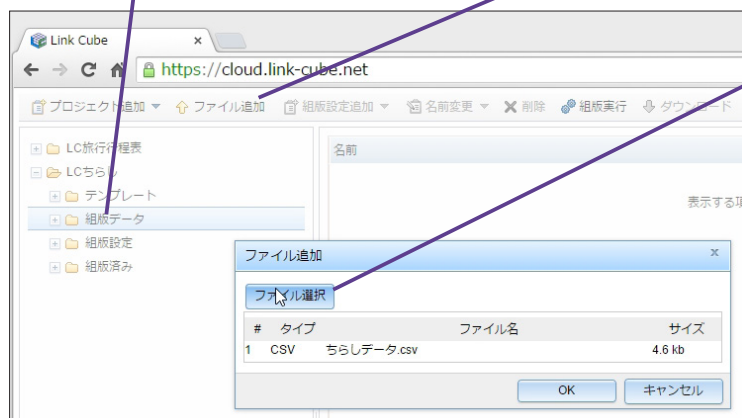 Link Cube
https://cloud.link-cube.net
プロジェクト追加 ファイル追加 組版設定追加 名前変更 削除 組版実行 ダウンロード
LC旅行行程表
LCちらし
テンプレート
組版データ
組版設定
組版済み
名前
表示する項
ファイル追加
ファイル選択
# タイプ ファイル名 サイズ
1 CSV ちらしデータ.csv 4.6 kb
OK キャンセル